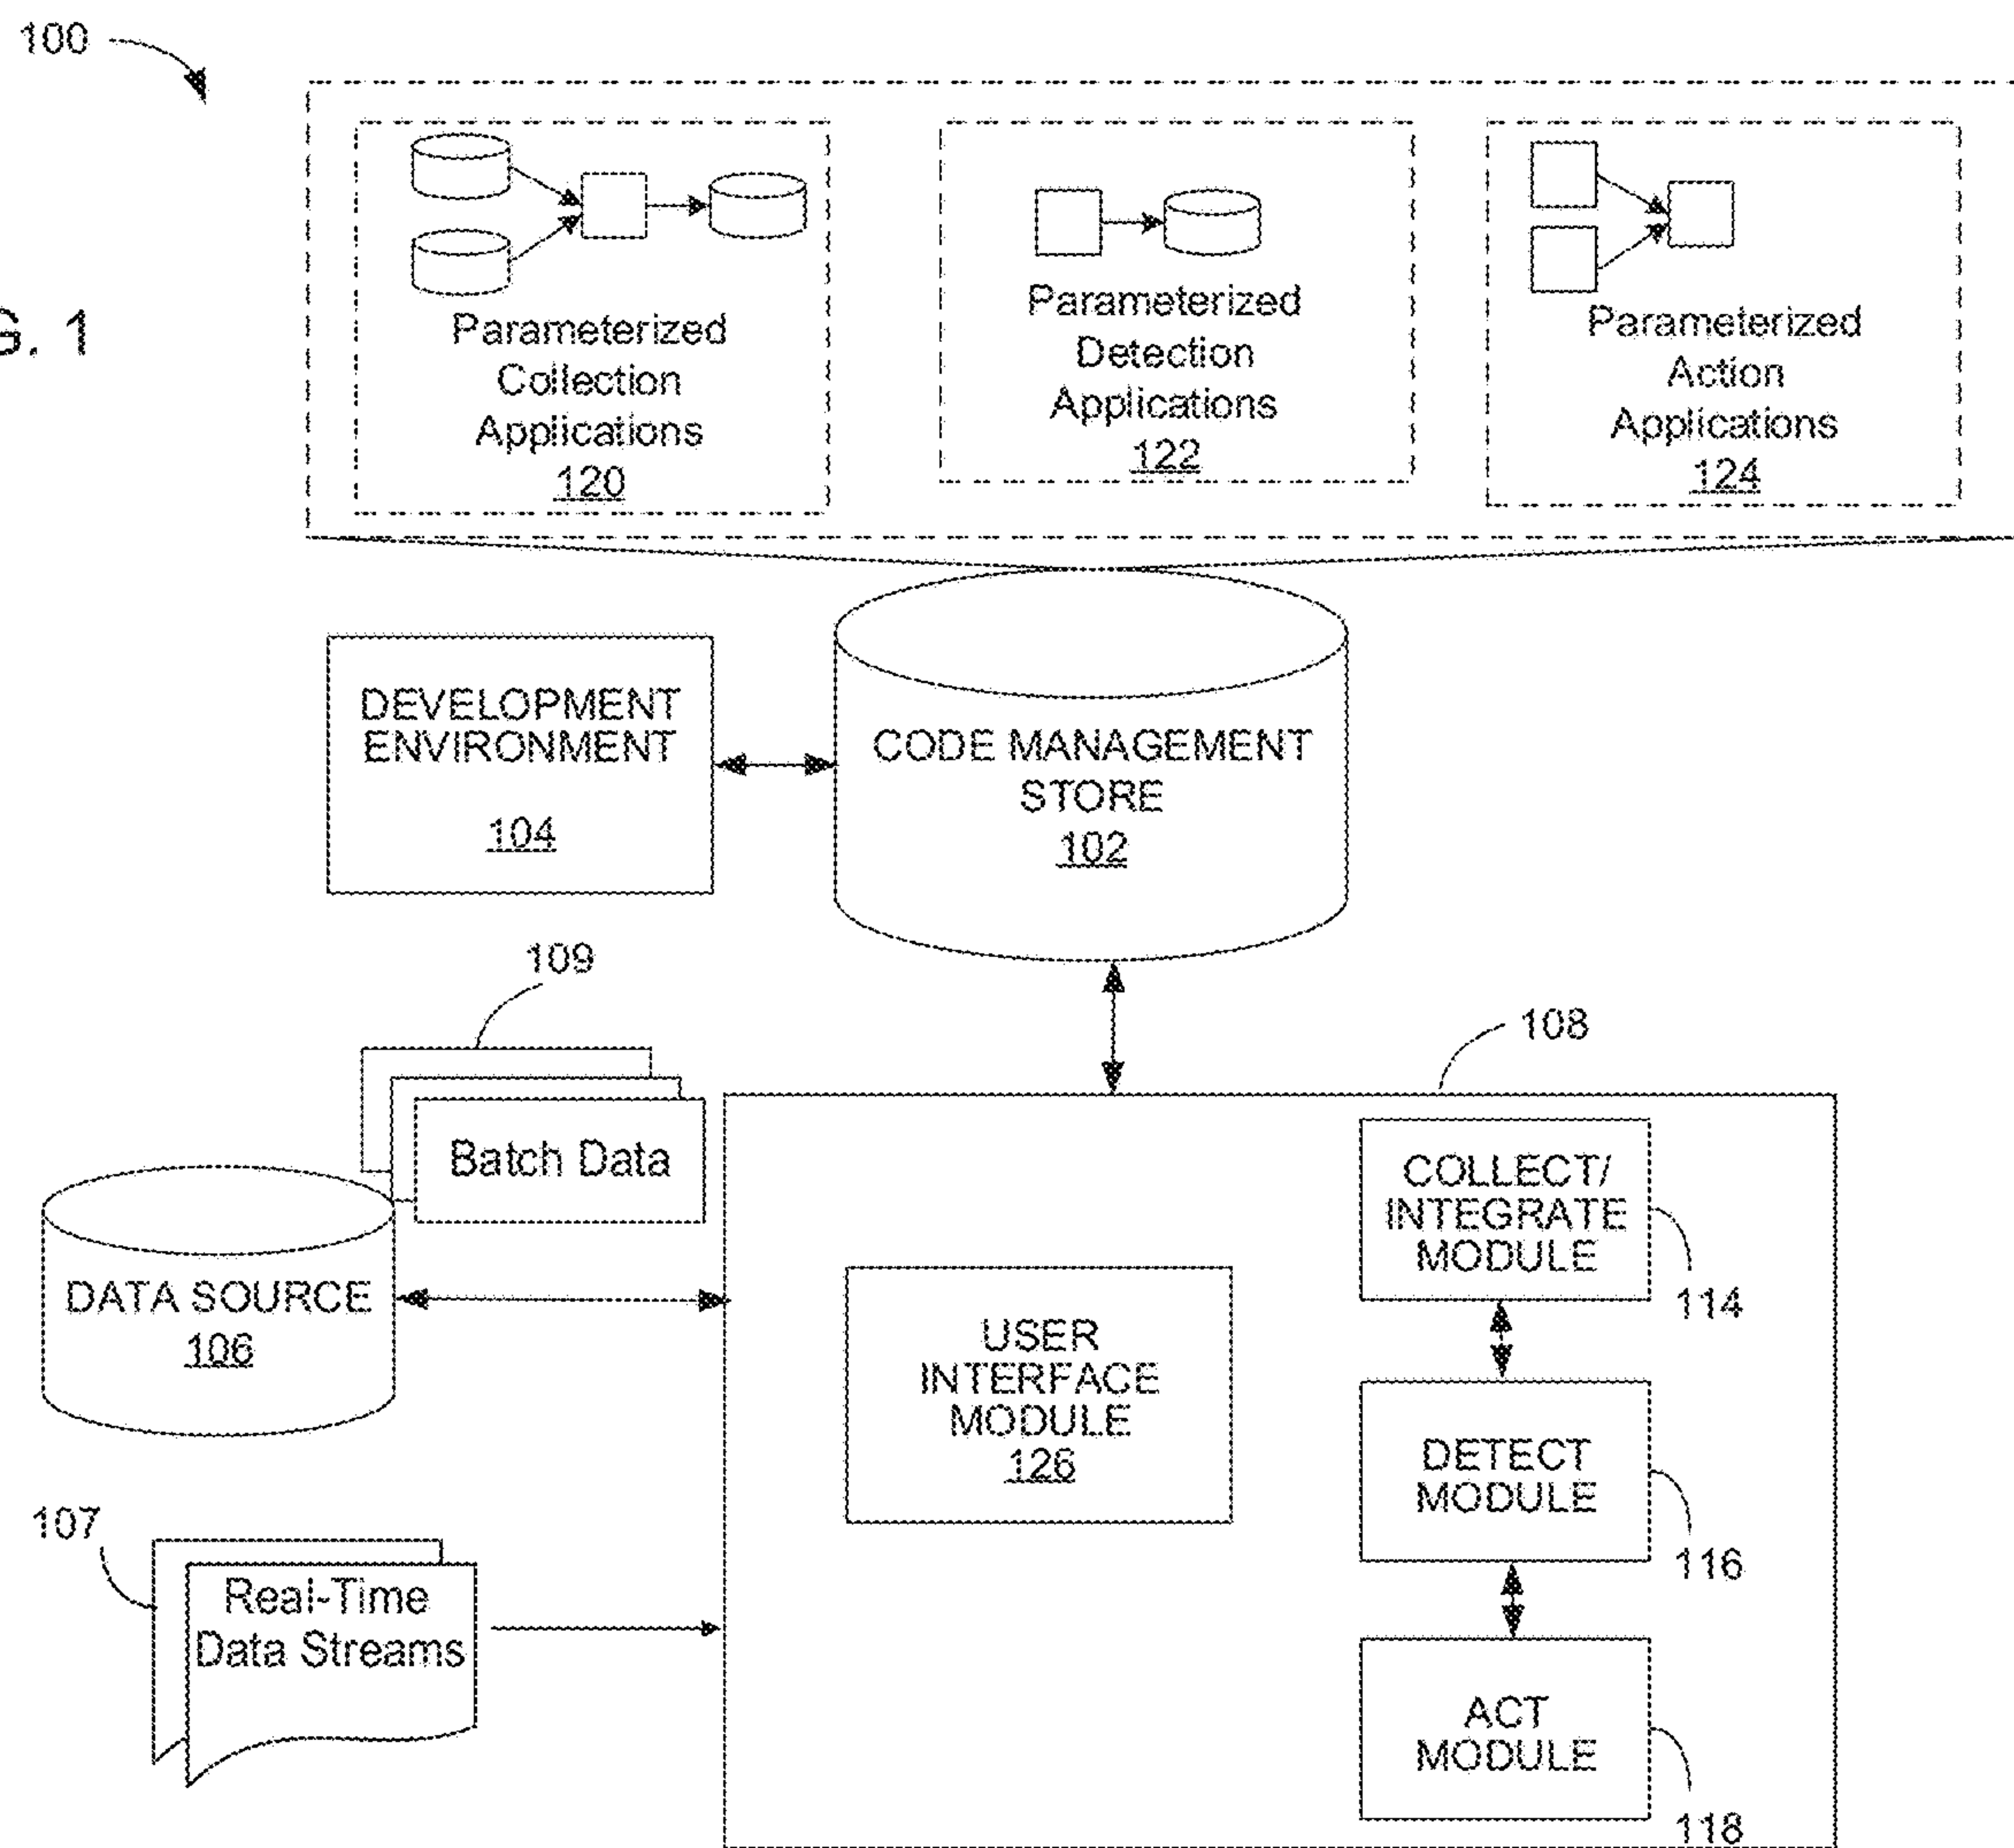 100
G. 1
Parameterized
Collection
Applications
120
Parameterized
Detection
Applications
122
Parameterized
Action
Applications
124
DEVELOPMENT
ENVIRONMENT
104
CODE MANAGEMENT
STORE
102
109
108
Batch Data
DATA SOURCE
106
107
Real-Time
Data Streams
USER
INTERFACE
MODULE
126
COLLECT/
INTEGRATE
MODULE
114
DETECT
MODULE
116
ACT
MODULE
118